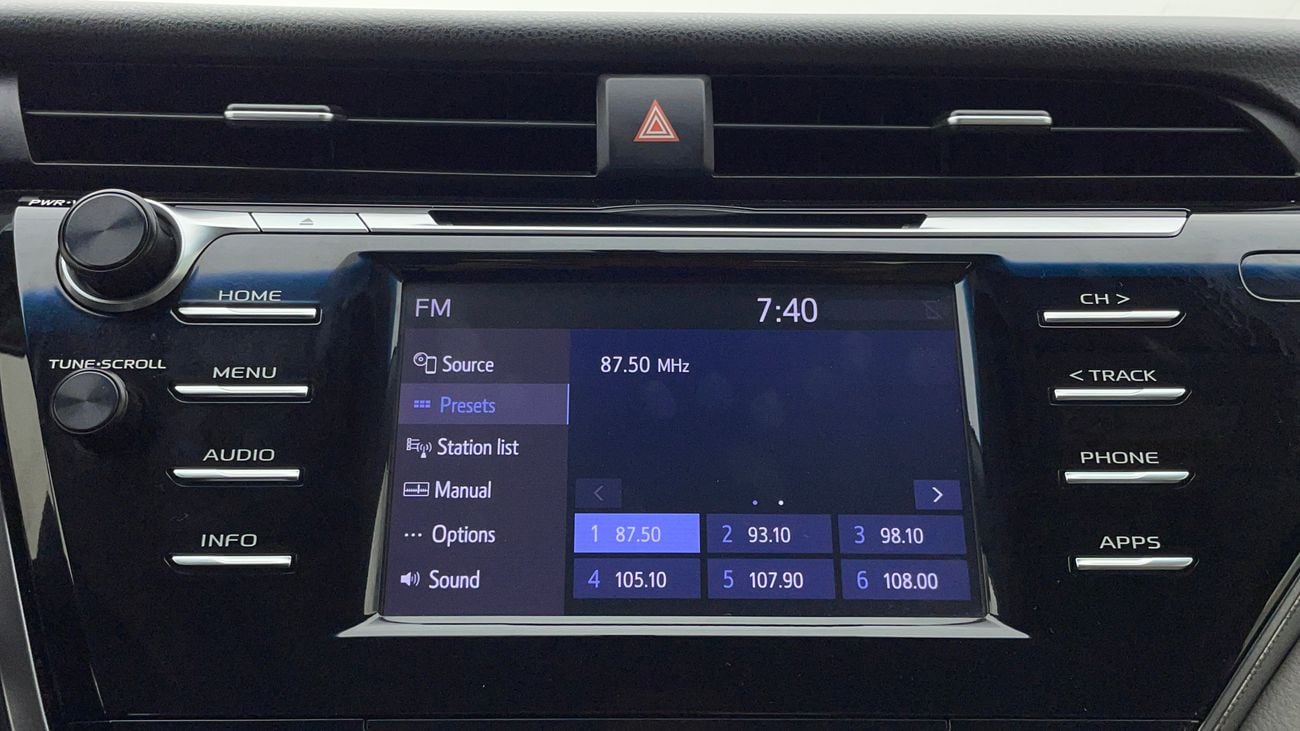 PWR•V
HOME
MENU
AUDIO
INFO
TUNE•SCROLL
FM
7:40
Source
Presets
Station list
Manual
Options
Sound
87.50 MHz
<
>
1 87.50
2 93.10
3 98.10
4 105.10
5 107.90
6 108.00
CH >
< TRACK
PHONE
APPS